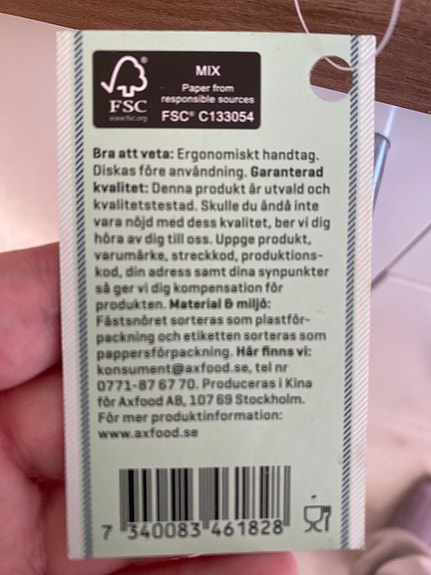 MIX
Paper from
responsible sources
FSC® C133054
FSC
www.fsc.org
Bra att veta: Ergonomiskt handtag.
Diskas före användning. Garanterad
kvalitet: Denna produkt är utvald och
kvalitetstestad. Skulle du ändå inte
vara nöjd med dess kvalitet, ber vi dig
höra av dig till oss. Uppge produkt,
varumärke, streckkod, produktions-
kod, din adress samt dina synpunkter
så ger vi dig kompensation för
produkten. Material & miljö:
Fästsnöret sorteras som plastför-
packning och etiketten sorteras som
pappersförpackning. Här finns vi:
konsument@axfood.se, tel nr
0771-87 67 70. Produceras i Kina
för Axfood AB, 107 69 Stockholm.
För mer produktinformation:
www.axfood.se
7 340083 461828